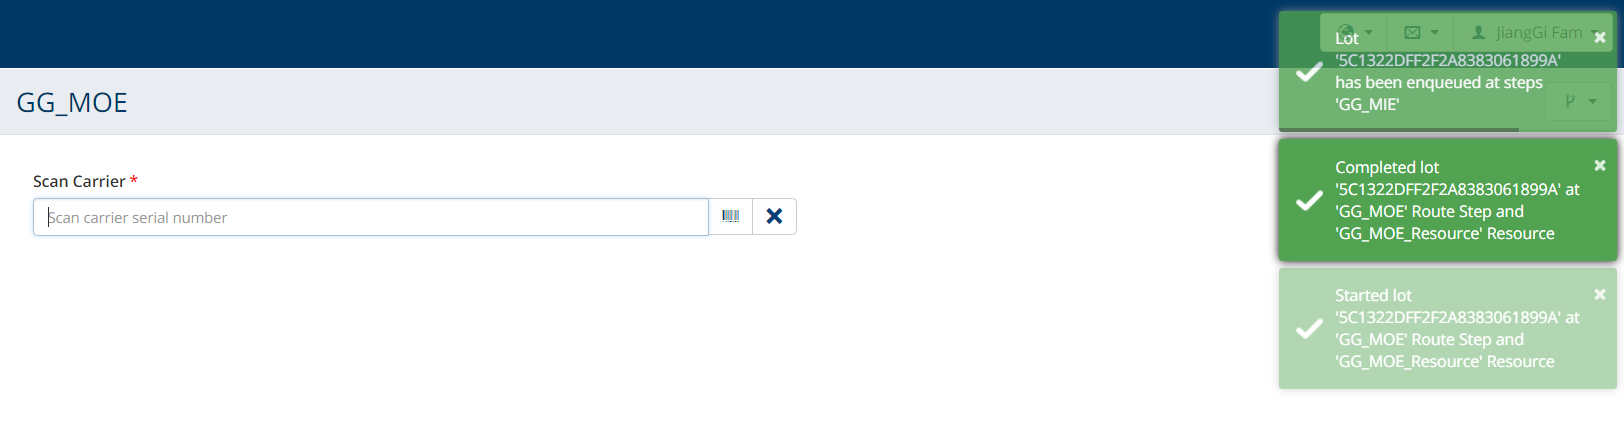 JiangGi Fam
GG_MOE
Scan Carrier *
Scan carrier serial number
Lot
'5C1322DFF2F2A8383061899A'
has been enqueued at steps
'GG_MIE'
Completed lot
'5C1322DFF2F2A8383061899A' at
'GG_MOE' Route Step and
'GG_MOE_Resource' Resource
Started lot
'5C1322DFF2F2A8383061899A' at
'GG_MOE' Route Step and
'GG_MOE_Resource' Resource